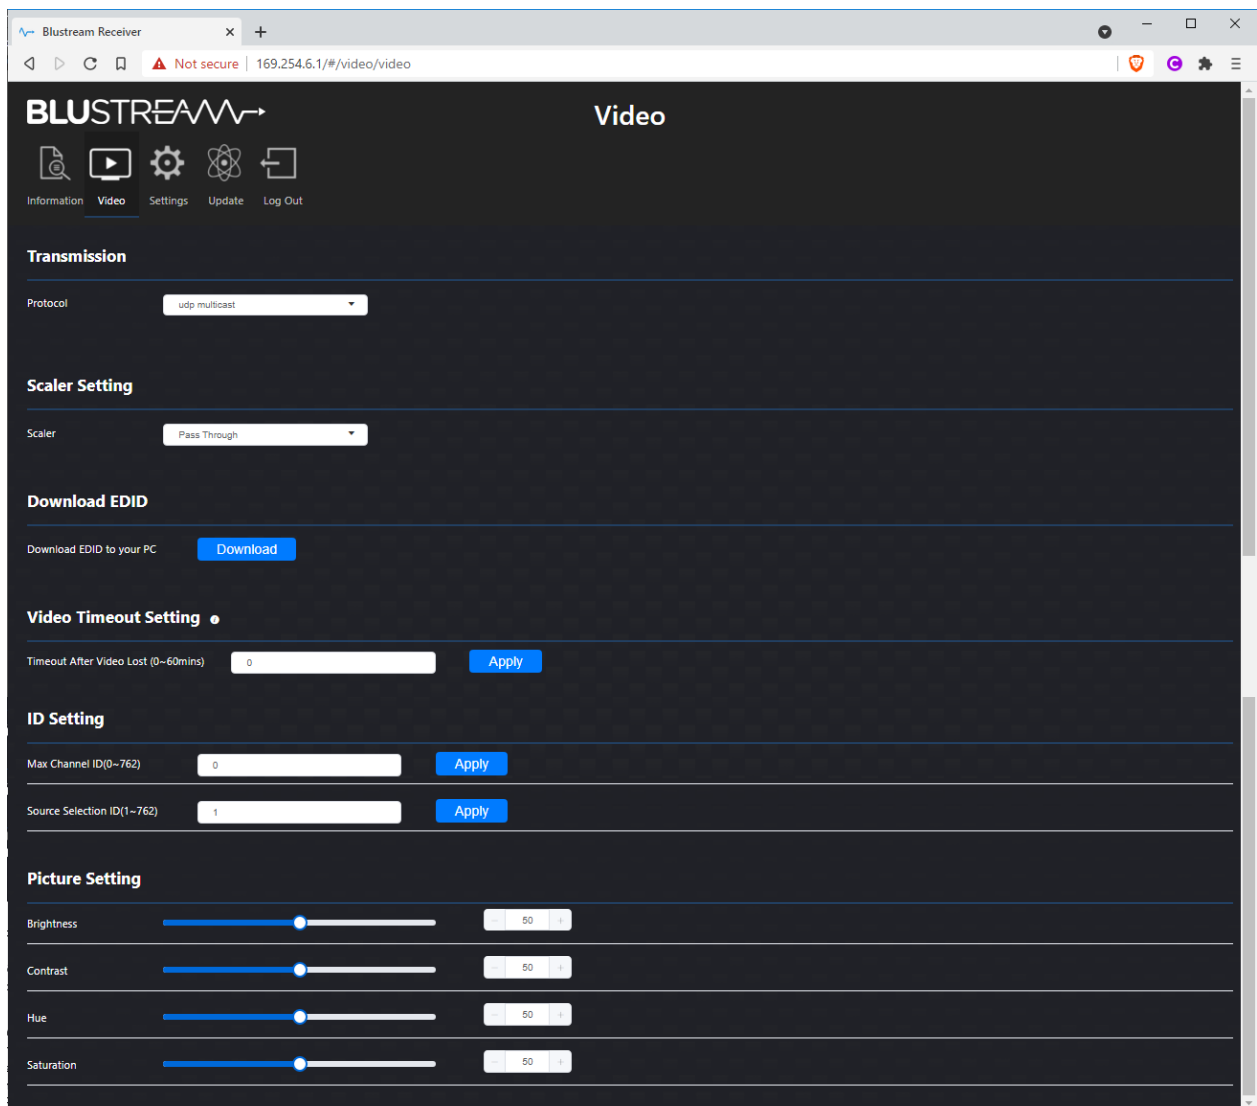 Blustream Receiver
Not secure | 169.254.6.1/#/video/video
BLUSTREAM
Video
Information Video Settings Update Log Out
Transmission
Protocol udp multicast
Scaler Setting
Scaler Pass Through
Download EDID
Download EDID to your PC Download
Video Timeout Setting
Timeout After Video Lost (0~60mins) 0 Apply
ID Setting
Max Channel ID(0~762) 0 Apply
Source Selection ID(1~762) 1 Apply
Picture Setting
Brightness - 50 +
Contrast - 50 +
Hue - 50 +
Saturation - 50 +